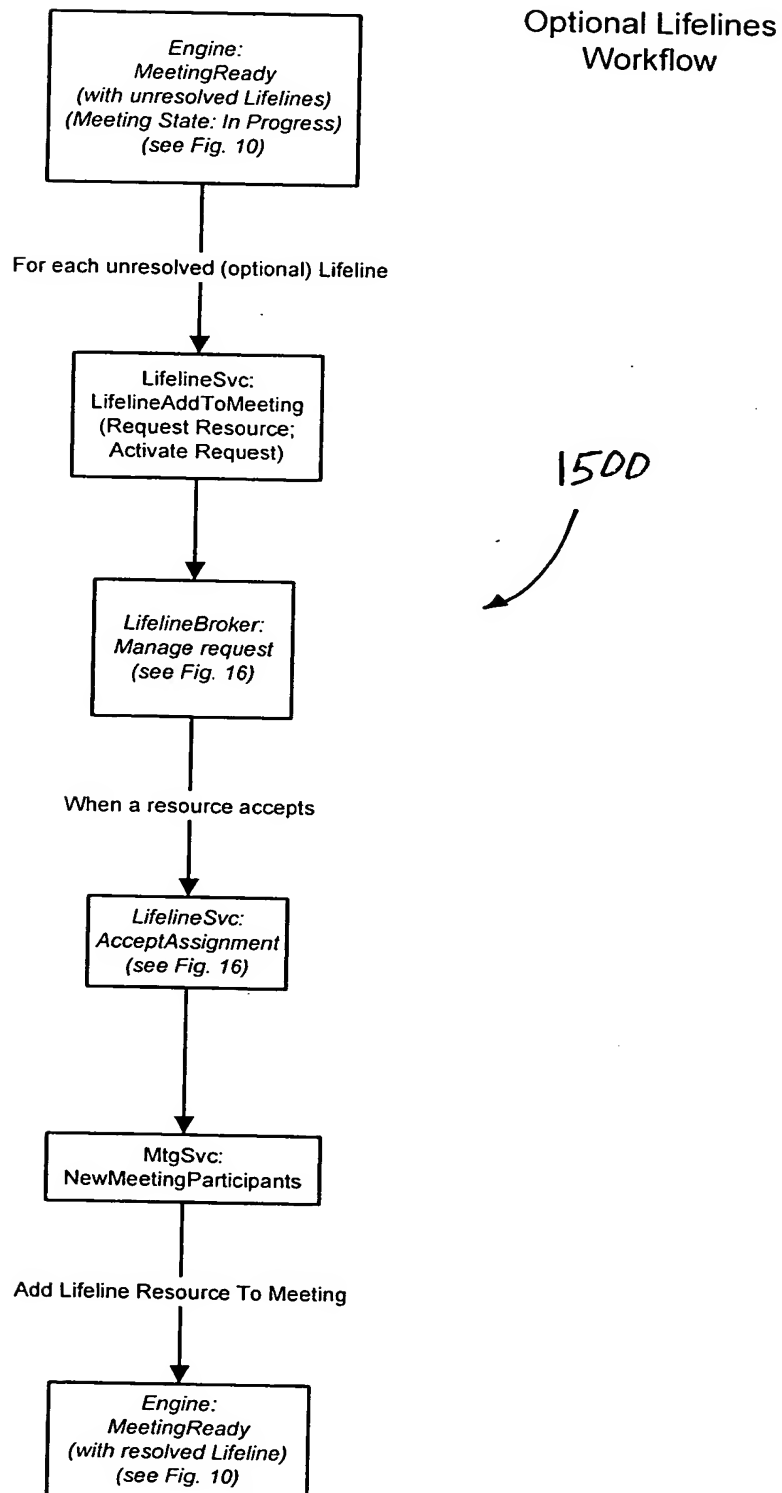 Optional Lifelines
Workflow
Engine:
MeetingReady
(with unresolved Lifelines)
(Meeting State: In Progress)
(see Fig. 10)
For each unresolved (optional) Lifeline
LifelineSvc:
LifelineAddToMeeting
(Request Resource;
Activate Request)
1500
LifelineBroker:
Manage request
(see Fig. 16)
When a resource accepts
LifelineSvc:
AcceptAssignment
(see Fig. 16)
MtgSvc:
NewMeetingParticipants
Add Lifeline Resource To Meeting
Engine:
MeetingReady
(with resolved Lifeline)
(see Fig. 10)